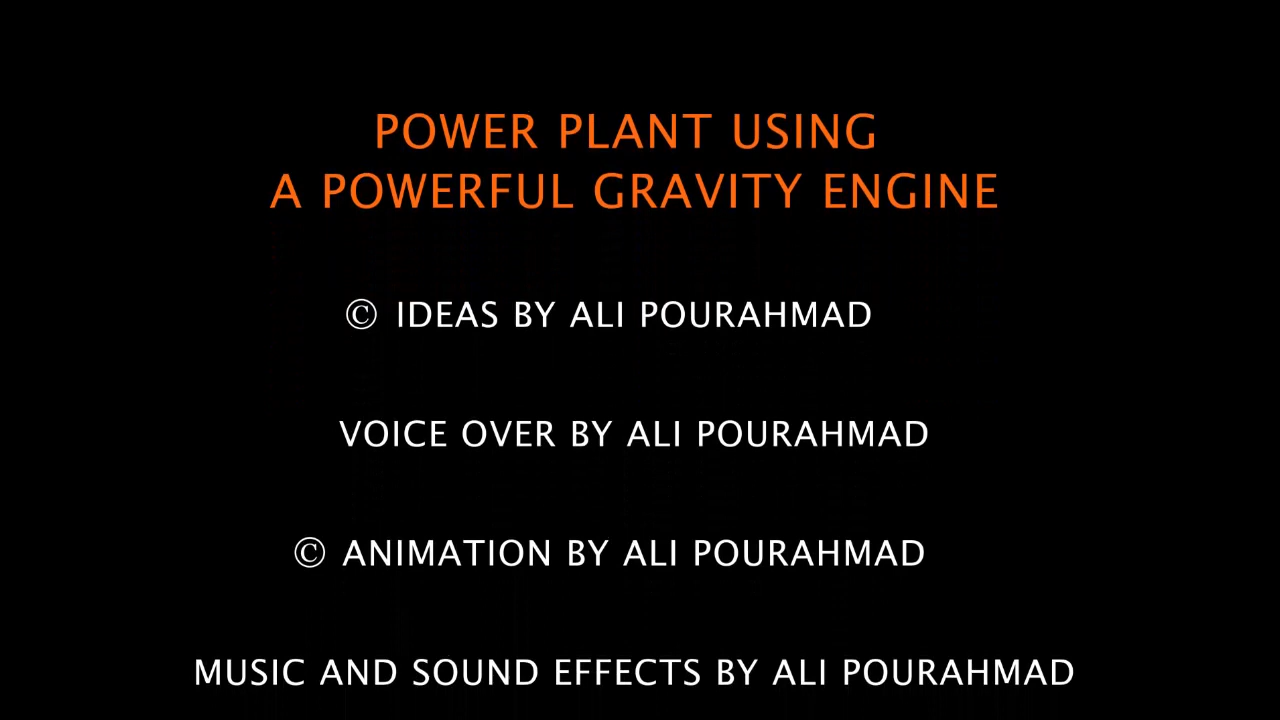 POWER PLANT USING
A POWERFUL GRAVITY ENGINE
© IDEAS BY ALI POURAHMAD
VOICE OVER BY ALI POURAHMAD
© ANIMATION BY ALI POURAHMAD
MUSIC AND SOUND EFFECTS BY ALI POURAHMAD